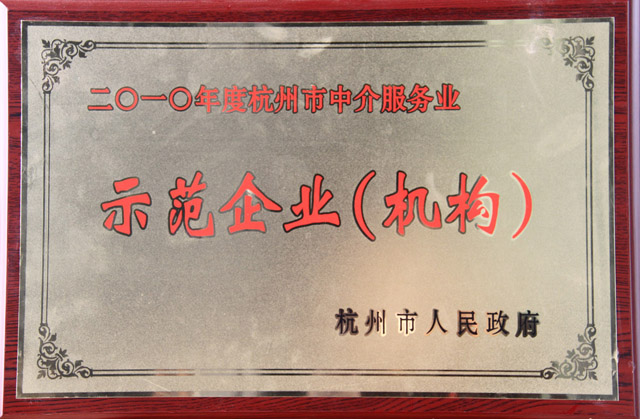 二〇一〇年度杭州市中介服务业
示范企业(机构)
杭州市人民政府